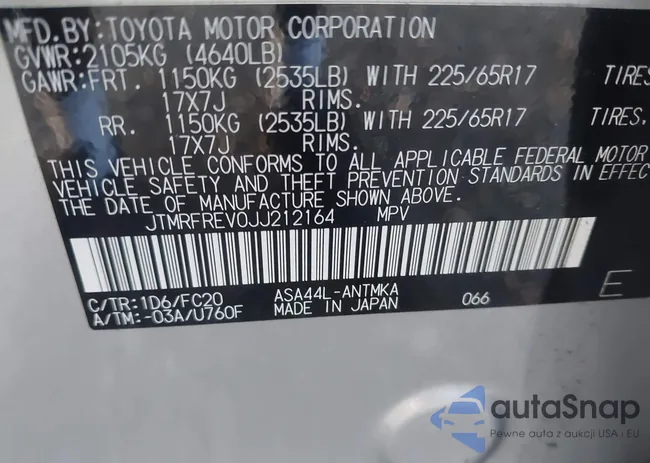 MFD.BY:TOYOTA MOTOR CORPORATION
GVWR:2105KG (4640LB)
GAWR:FRT. 1150KG (2535LB) WITH 225/65R17 TIRES.
17X7J RIMS.
RR. 1150KG (2535LB) WITH 225/65R17 TIRES,
17X7J RIMS.
THIS VEHICLE CONFORMS TO ALL APPLICABLE FEDERAL MOTOR
VEHICLE SAFETY AND THEFT PREVENTION STANDARDS IN EFFEC
THE DATE OF MANUFACTURE SHOWN ABOVE.
JTMRFREV0JJ212164 MPV
C/TR:1D6/FC20 ASA44L-ANTMKA 066 E
A/TM:-03A/U760F MADE IN JAPAN
autaSnap
Pewne auta z aukcji USA - EU